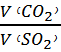 V (CO₂)
V (SO₂)